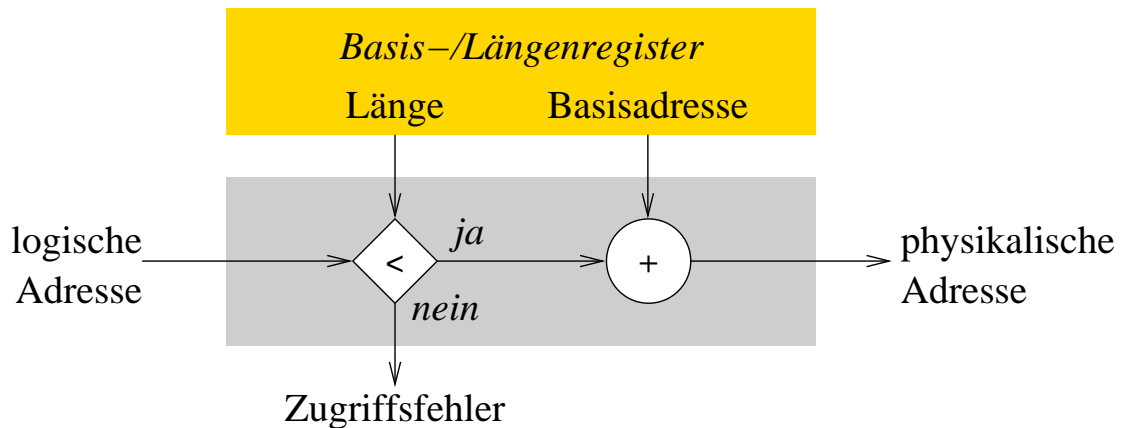 Basis–/Längenregister
Länge Basisadresse
logische
Adresse
<
ja
nein
+
physikalische
Adresse
Zugriffsfehler